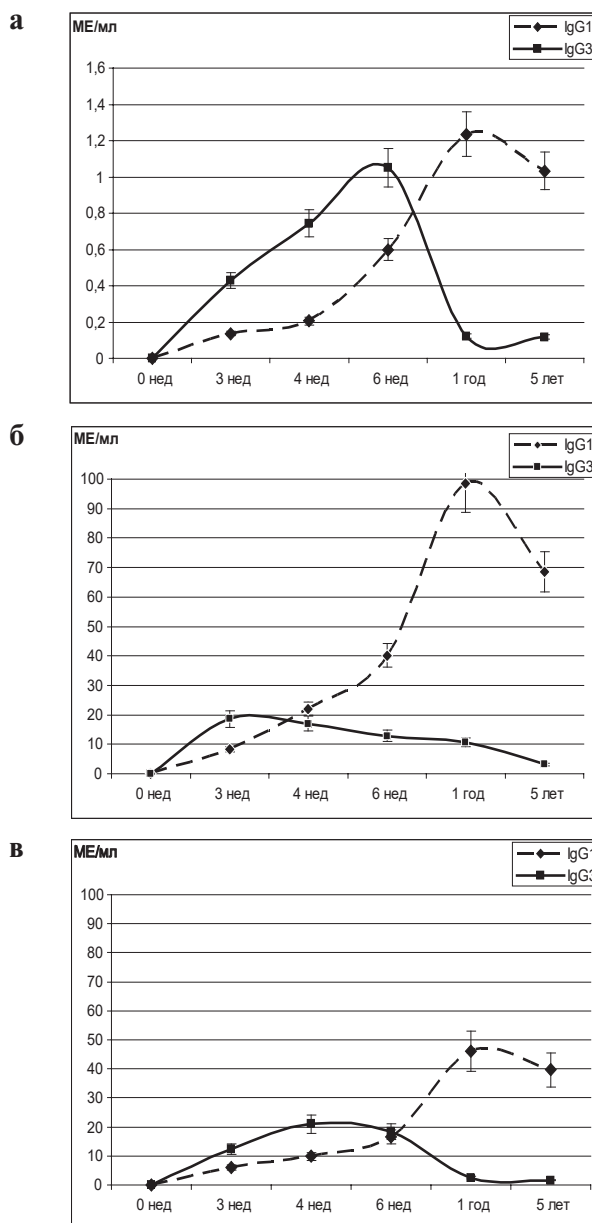 а
МЕ/мл
IgG1
IgG3
1,6
1,4
1,2
1
0,8
0,6
0,4
0,2
0
0 нед 3 нед 4 нед 6 нед 1 год 5 лет
б
МЕ/мл
IgG1
IgG3
100
90
80
70
60
50
40
30
20
10
0
0 нед 3 нед 4 нед 6 нед 1 год 5 лет
в
МЕ/мл
IgG1
IgG3
100
90
80
70
60
50
40
30
20
10
0
0 нед 3 нед 4 нед 6 нед 1 год 5 лет